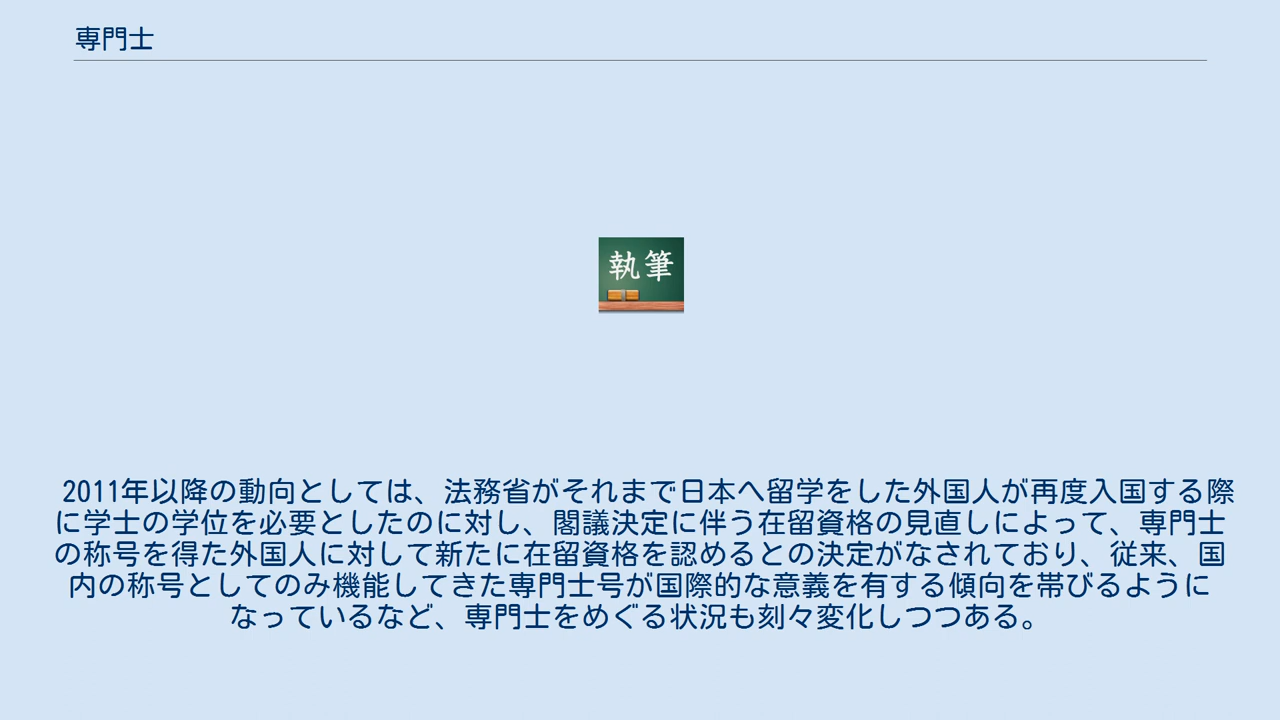 専門士
執筆
2011年以降の動向としては、法務省がそれまで日本へ留学をした外国人が再度入国する際
に学士の学位を必要としたのに対し、閣議決定に伴う在留資格の見直しによって、専門士
の称号を得た外国人に対して新たに在留資格を認めるとの決定がなされており、従来、国
内の称号としてのみ機能してきた専門士号が国際的な意義を有する傾向を帯びるように
なっているなど、専門士をめぐる状況も刻々変化しつつある。